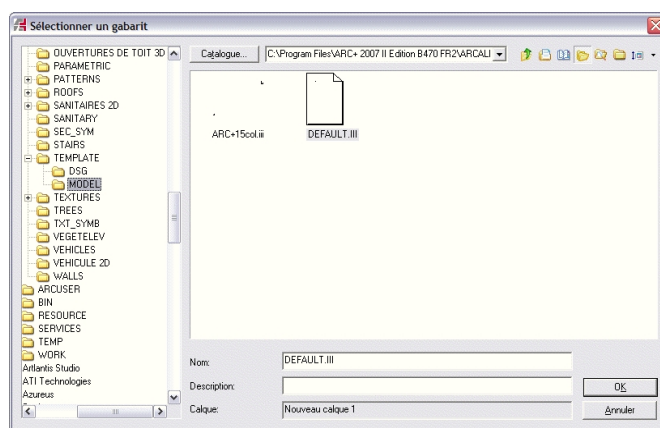 Sélectionner un gabarit
OUVERTURES DE TOIT 3D
PARAMETRIC
PATTERNS
ROOFS
SANITAIRES 2D
SANITARY
SEC_SYM
STAIRS
TEMPLATE
DSG
MODEL
TEXTURES
TREES
TXT_SYMB
VEGETELEV
VEHICLES
VEHICULE 2D
WALLS
ARCUSER
BIN
RESOURCE
SERVICES
TEMP
WORK
Artlantis Studio
ATI Technologies
Azureus
Catalogue...
C:\Program Files\ARC+ 2007 II Edition B470 FR2\ARCALI
ARC+15col.iii
DEFAULT.III
Nom:
DEFAULT.III
Description:
Calque:
Nouveau calque 1
OK
Annuler